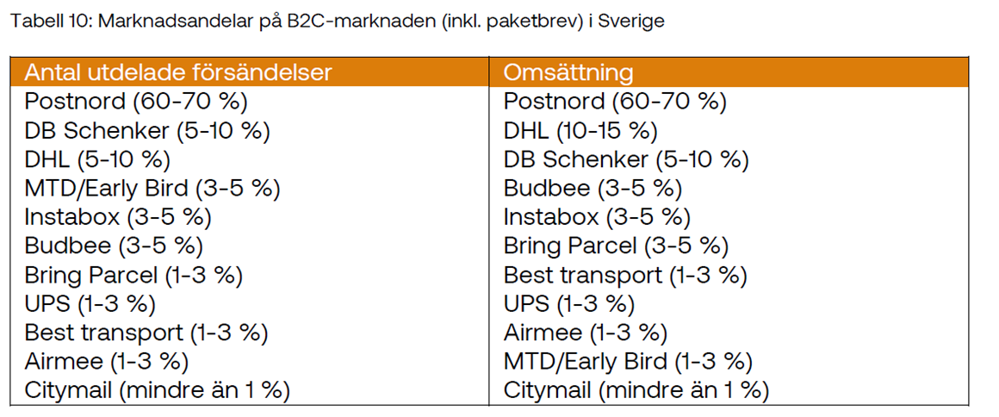 Tabell 10: Marknadsandelar på B2C-marknaden (inkl. paketbrev) i Sverige
Antal utdelade försändelser
Omsättning
Postnord (60-70 %)
Postnord (60-70 %)
DB Schenker (5-10 %)
DHL (10-15 %)
DHL (5-10 %)
DB Schenker (5-10 %)
MTD/Early Bird (3-5 %)
Budbee (3-5 %)
Instabox (3-5 %)
Instabox (3-5 %)
Budbee (3-5 %)
Bring Parcel (3-5 %)
Bring Parcel (1-3 %)
Best transport (1-3 %)
UPS (1-3 %)
UPS (1-3 %)
Best transport (1-3 %)
Airmee (1-3 %)
Airmee (1-3 %)
MTD/Early Bird (1-3 %)
Citymail (mindre än 1 %)
Citymail (mindre än 1 %)